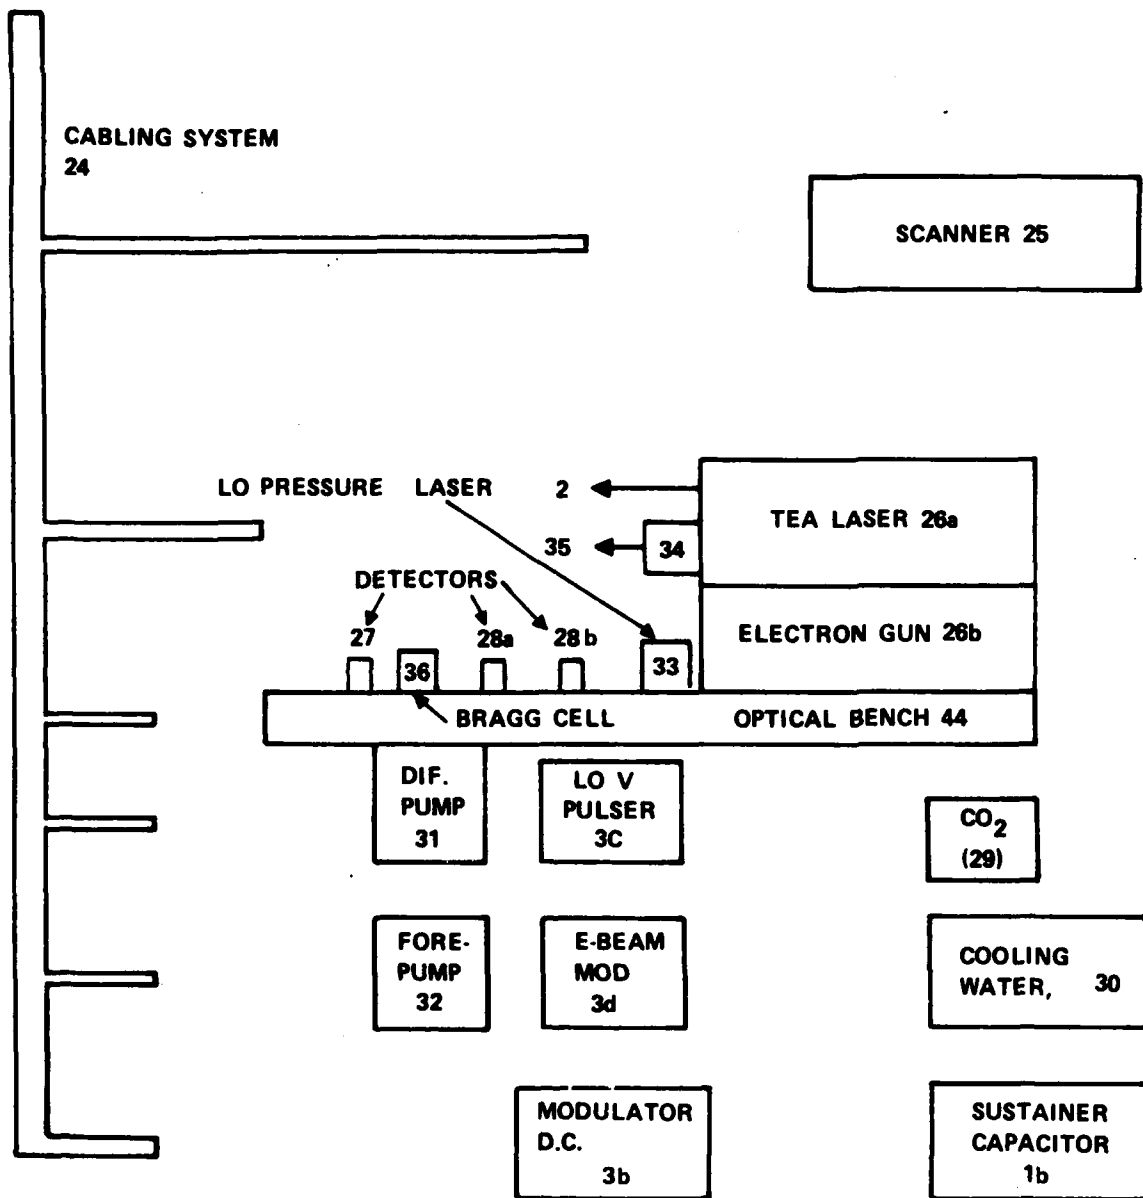 CABLING SYSTEM
24
SCANNER 25
LO PRESSURE LASER 2
TEA LASER 26a
35 34
DETECTORS
27 28a 28b
ELECTRON GUN 26b
36 33
BRAGG CELL OPTICAL BENCH 44
DIF.
PUMP
31
LO V
PULSER
3C
CO2
(29)
FORE-
PUMP
32
E-BEAM
MOD
3d
COOLING
WATER, 30
MODULATOR
D.C.
3b
SUSTAINER
CAPACITOR
1b